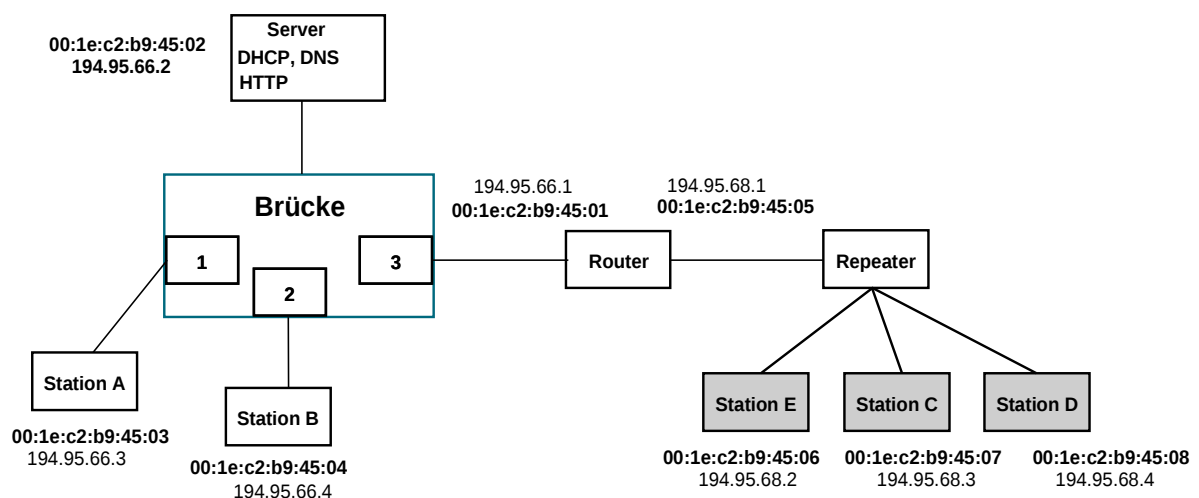 Server
DHCP, DNS
HTTP
00:1e:c2:b9:45:02
194.95.66.2
Brücke
1
2
3
194.95.66.1
00:1e:c2:b9:45:01
194.95.68.1
00:1e:c2:b9:45:05
Router
Repeater
Station A
00:1e:c2:b9:45:03
194.95.66.3
Station B
00:1e:c2:b9:45:04
194.95.66.4
Station E
Station C
Station D
00:1e:c2:b9:45:06
194.95.68.2
00:1e:c2:b9:45:07
194.95.68.3
00:1e:c2:b9:45:08
194.95.68.4